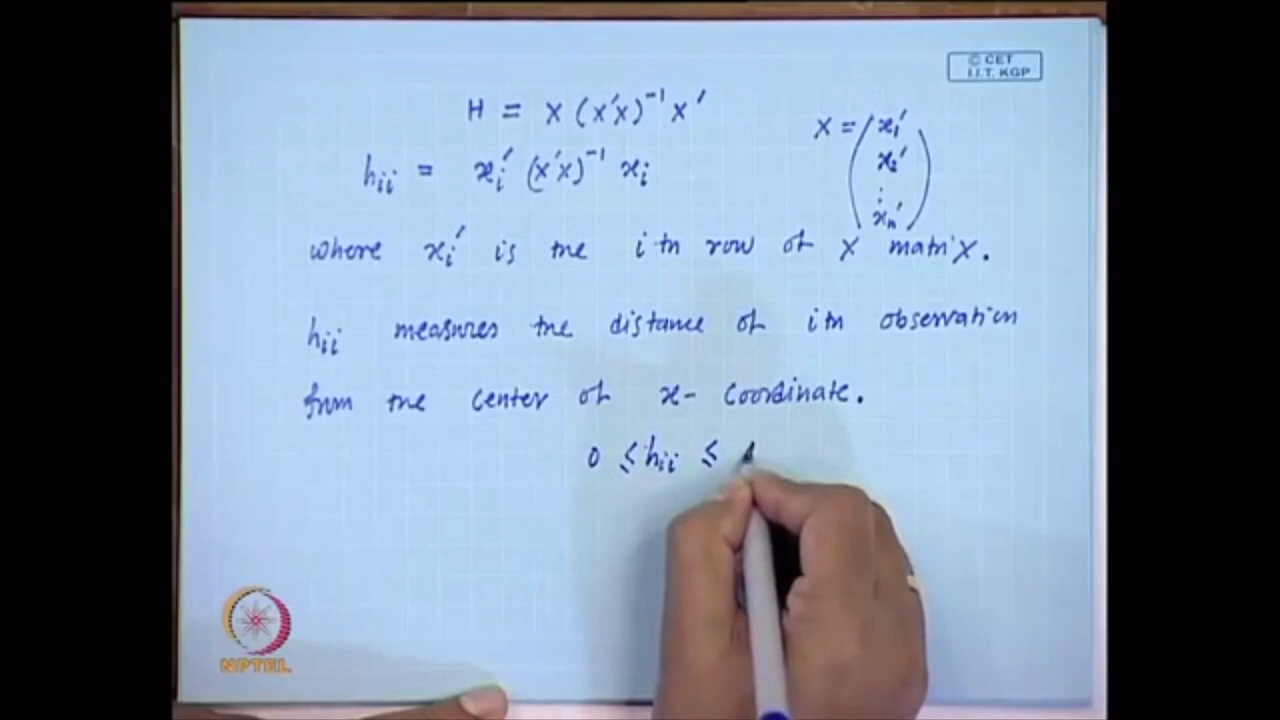 © CET
I.I.T. KGP
H = X (X'X)⁻¹ X'
X = (x₁'
x₂'
⋮
xₙ')
hᵢᵢ = xᵢ' (X'X)⁻¹ xᵢ
where xᵢ' is the i th row of X matrix.
hᵢᵢ measures the distance of ith observation
from the center of x- coordinate.
0 ≤ hᵢᵢ ≤
NPTEL